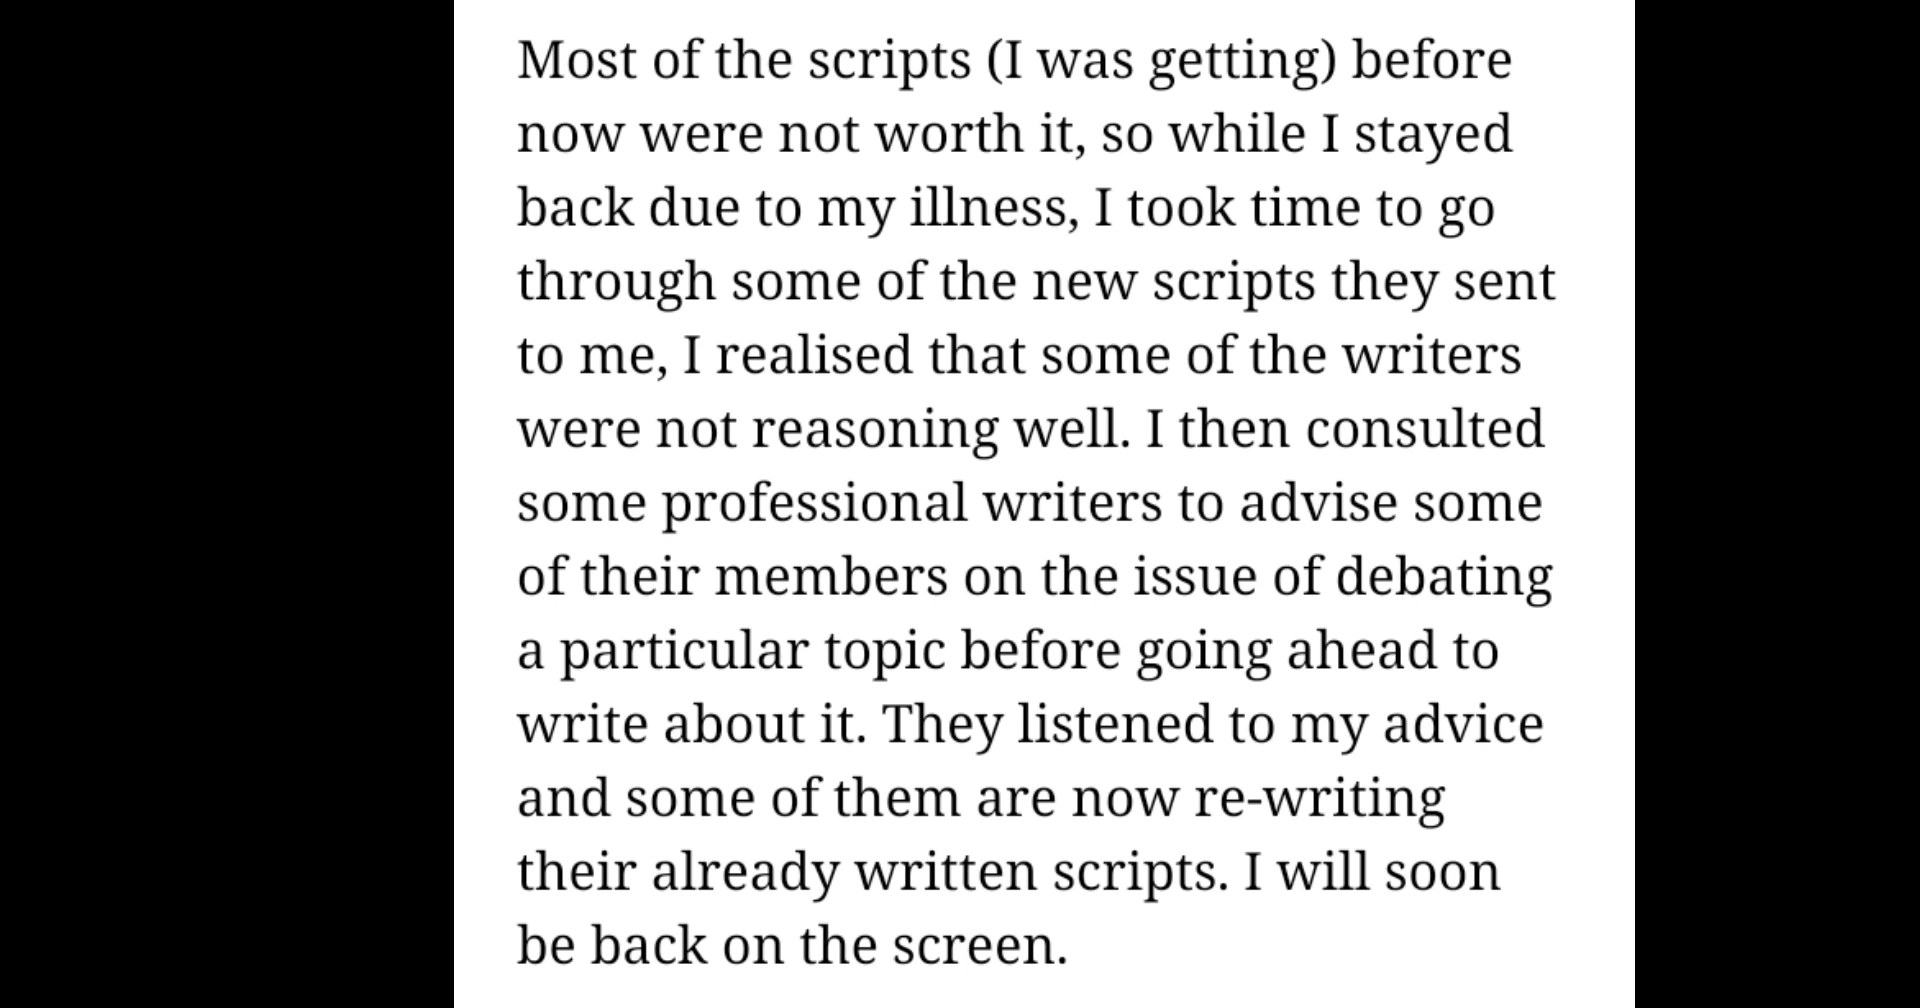 Most of the scripts (I was getting) before
now were not worth it, so while I stayed
back due to my illness, I took time to go
through some of the new scripts they sent
to me, I realised that some of the writers
were not reasoning well. I then consulted
some professional writers to advise some
of their members on the issue of debating
a particular topic before going ahead to
write about it. They listened to my advice
and some of them are now re-writing
their already written scripts. I will soon
be back on the screen.